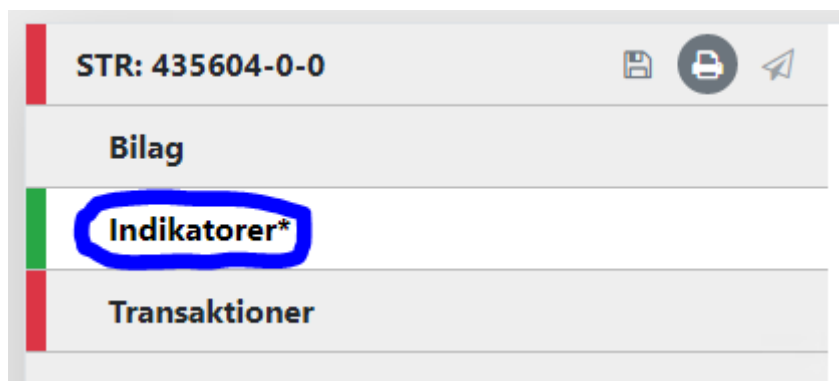 STR: 435604-0-0
Bilag
Indikatorer*
Transaktioner